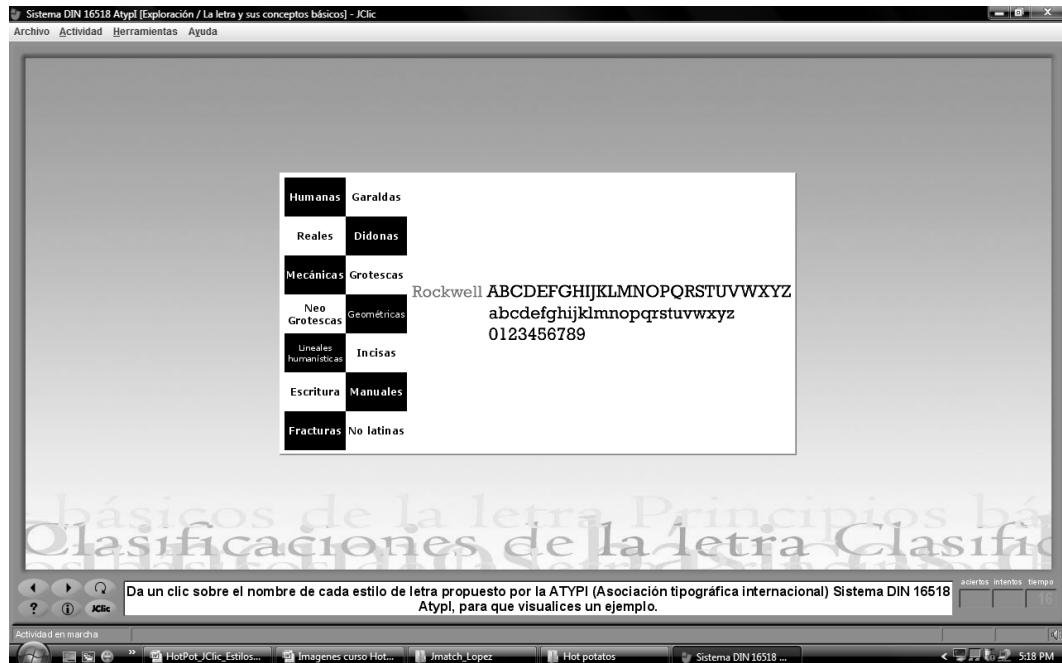 Sistema DIN 16518 AtypI [Exploración / La letra y sus conceptos básicos] - JClic
Archivo Actividad Herramientas Ayuda
Humanas Garaldas
Reales Didonas
Mecánicas Grotescas
Neo Grotescas Geométricas
Lineales humanísticas Incisas
Escritura Manuales
Fracturas No latinas
Rockwell ABCDEFGHIJKLMNOPQRSTUVWXYZ
abcdefghijklmnopqrstuvwxyz
0123456789
básicos de la letra Principios bá
Clasificaciones de la letra Clasific
Da un clic sobre el nombre de cada estilo de letra propuesto por la ATYPI (Asociación tipográfica internacional) Sistema DIN 16518
Atypl, para que visualices un ejemplo.
aciertos intentos tiempo
16
JClic
Actividad en marcha
HotPot_JClic_Estilos... Imagenes curso Hot... Jmatch_Lopez Hot potatos Sistema DIN 16518 ... 5:18 PM